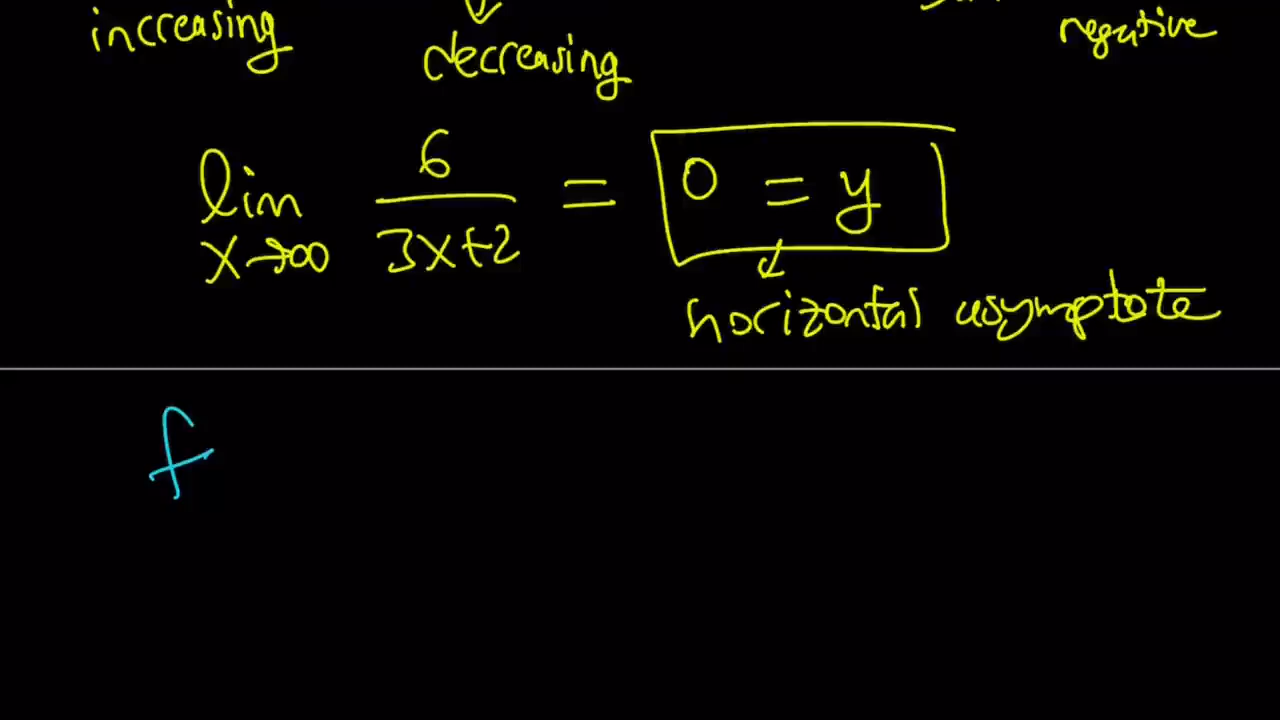 increasing
decreasing
negative
lim x→∞ 6/(3x+2) = 0 = y
horizontal asymptote
f